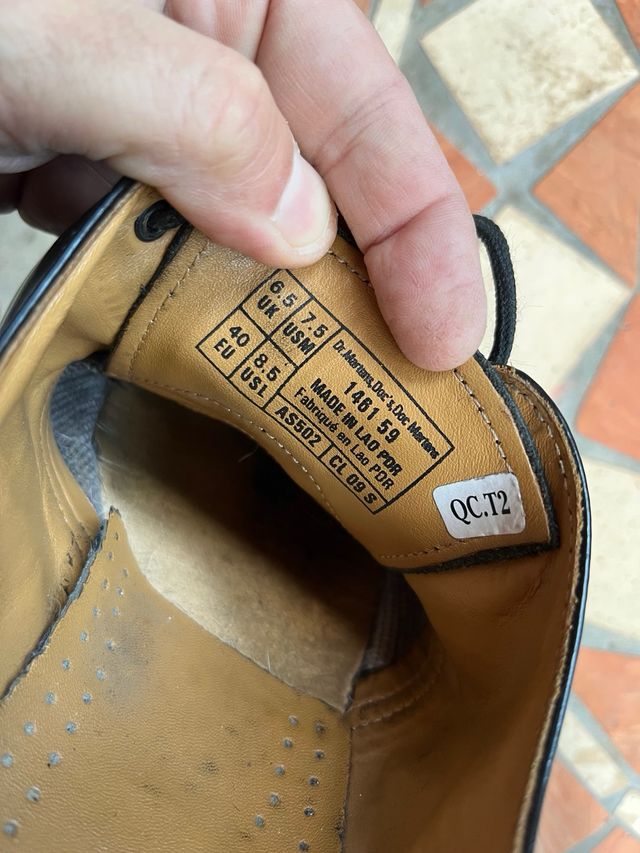 6.5 7.5
UK USM
40 8.5
EU USL
Dr.Martens, Doc's, Doc Martens
1461 59
MADE IN LAO PDR
Fabriqué en Lao PDR
AS502 CL 09 S
QC.T2